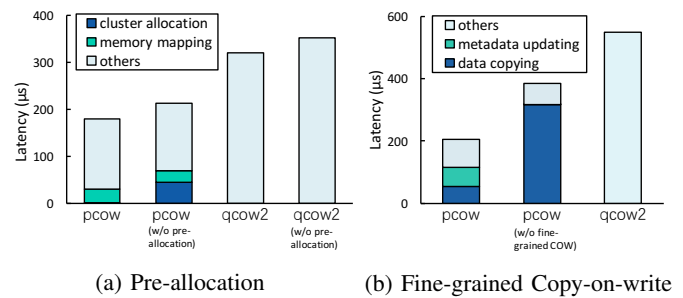 400
300
200
100
0
Latency (μs)
cluster allocation
memory mapping
others
pcow
pcow
(w/o pre-
allocation)
qcow2
qcow2
(w/o pre-
allocation)
(a) Pre-allocation
600
400
200
0
Latency (μs)
others
metadata updating
data copying
pcow
pcow
(w/o fine-
grained COW)
qcow2
(b) Fine-grained Copy-on-write